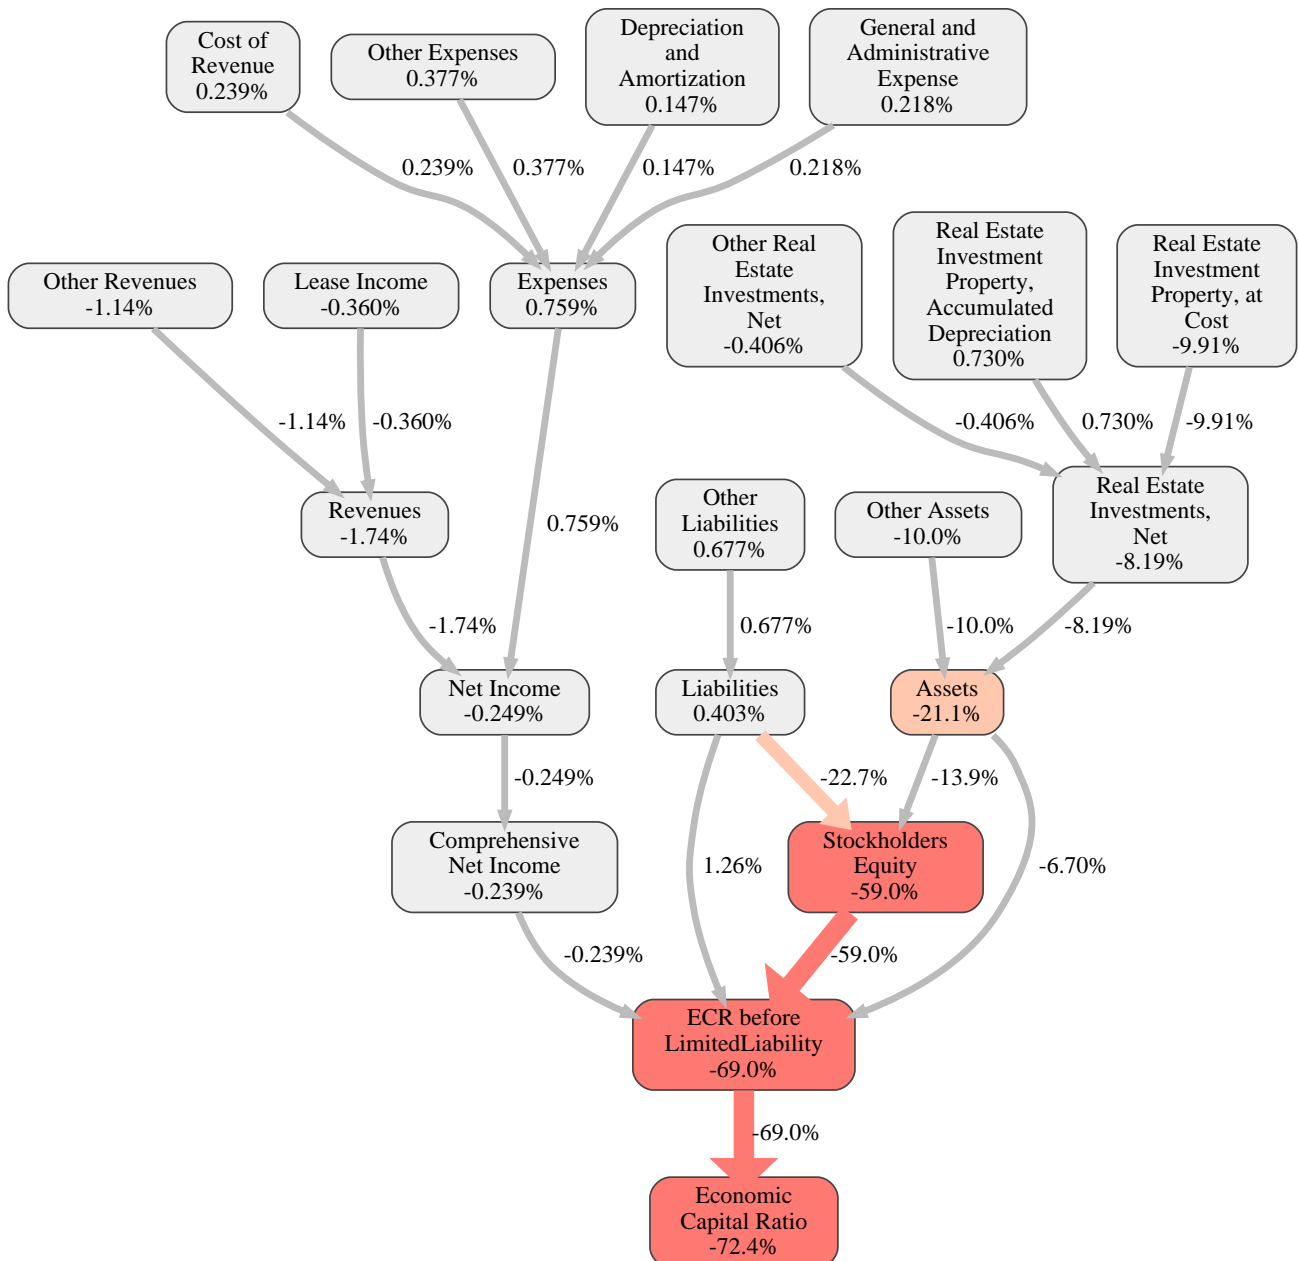 Cost of
Revenue
0.239%
Other Expenses
0.377%
Depreciation
and
Amortization
0.147%
General and
Administrative
Expense
0.218%
0.239%
0.377%
0.147%
0.218%
Other Revenues
-1.14%
Lease Income
-0.360%
Expenses
0.759%
Other Real
Estate
Investments,
Net
-0.406%
Real Estate
Investment
Property,
Accumulated
Depreciation
0.730%
Real Estate
Investment
Property, at
Cost
-9.91%
-1.14%
-0.360%
-0.406%
0.730%
-9.91%
Revenues
-1.74%
0.759%
Other
Liabilities
0.677%
Other Assets
-10.0%
Real Estate
Investments,
Net
-8.19%
-1.74%
0.677%
-10.0%
-8.19%
Net Income
-0.249%
Liabilities
0.403%
Assets
-21.1%
-0.249%
-22.7%
-13.9%
Comprehensive
Net Income
-0.239%
1.26%
Stockholders
Equity
-59.0%
-6.70%
-0.239%
-59.0%
ECR before
LimitedLiability
-69.0%
-69.0%
Economic
Capital Ratio
-72.4%